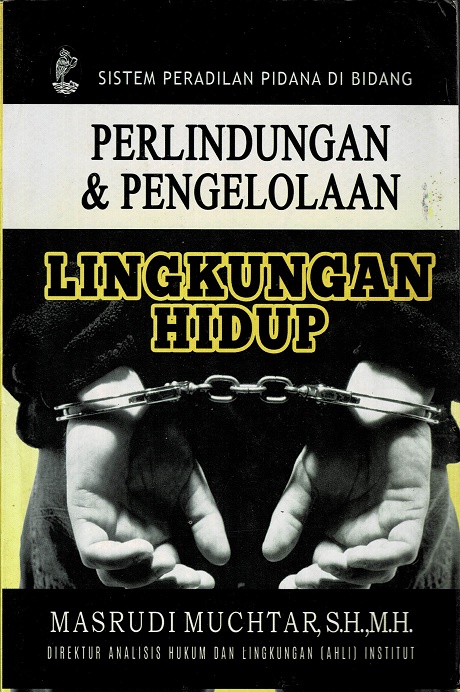 SISTEM PERADILAN PIDANA DI BIDANG
PERLINDUNGAN
& PENGELOLAAN
LINGKUNGAN
HIDUP
MASRUDI MUCHTAR, S.H.,M.H.
DIREKTUR ANALISIS HUKUM DAN LINGKUNGAN (AHLI) INSTITUT